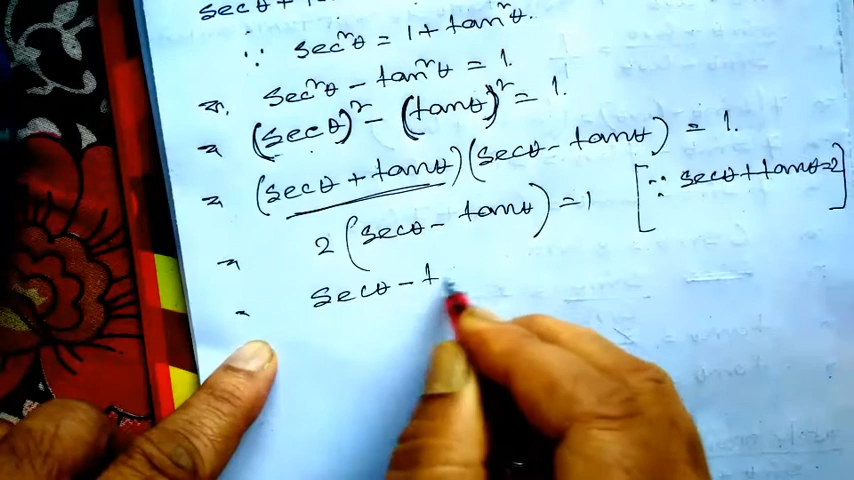 secθ +
∵ sec²θ = 1 + tan²θ.
⇒, sec²θ - tan²θ = 1.
⇒ (secθ)² - (tanθ)² = 1.
⇒ (secθ + tanθ)(secθ - tanθ) = 1.
⇒ 2(secθ - tanθ) = 1 [∵ secθ + tanθ = 2]
secθ - t